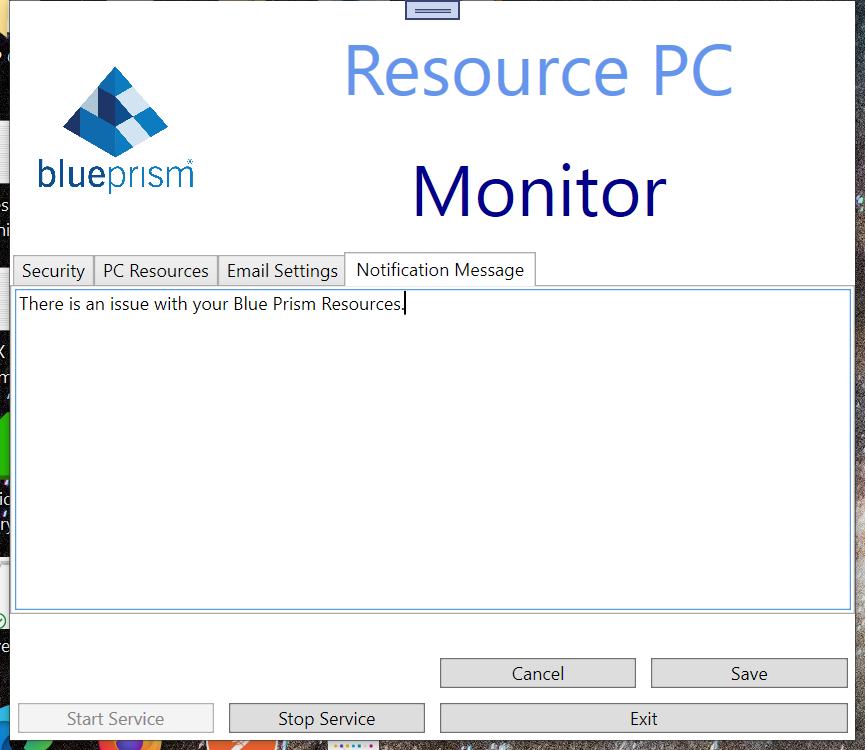 Resource PC
blueprism
Monitor
Security PC Resources Email Settings Notification Message
There is an issue with your Blue Prism Resources.
Cancel Save
Start Service Stop Service Exit